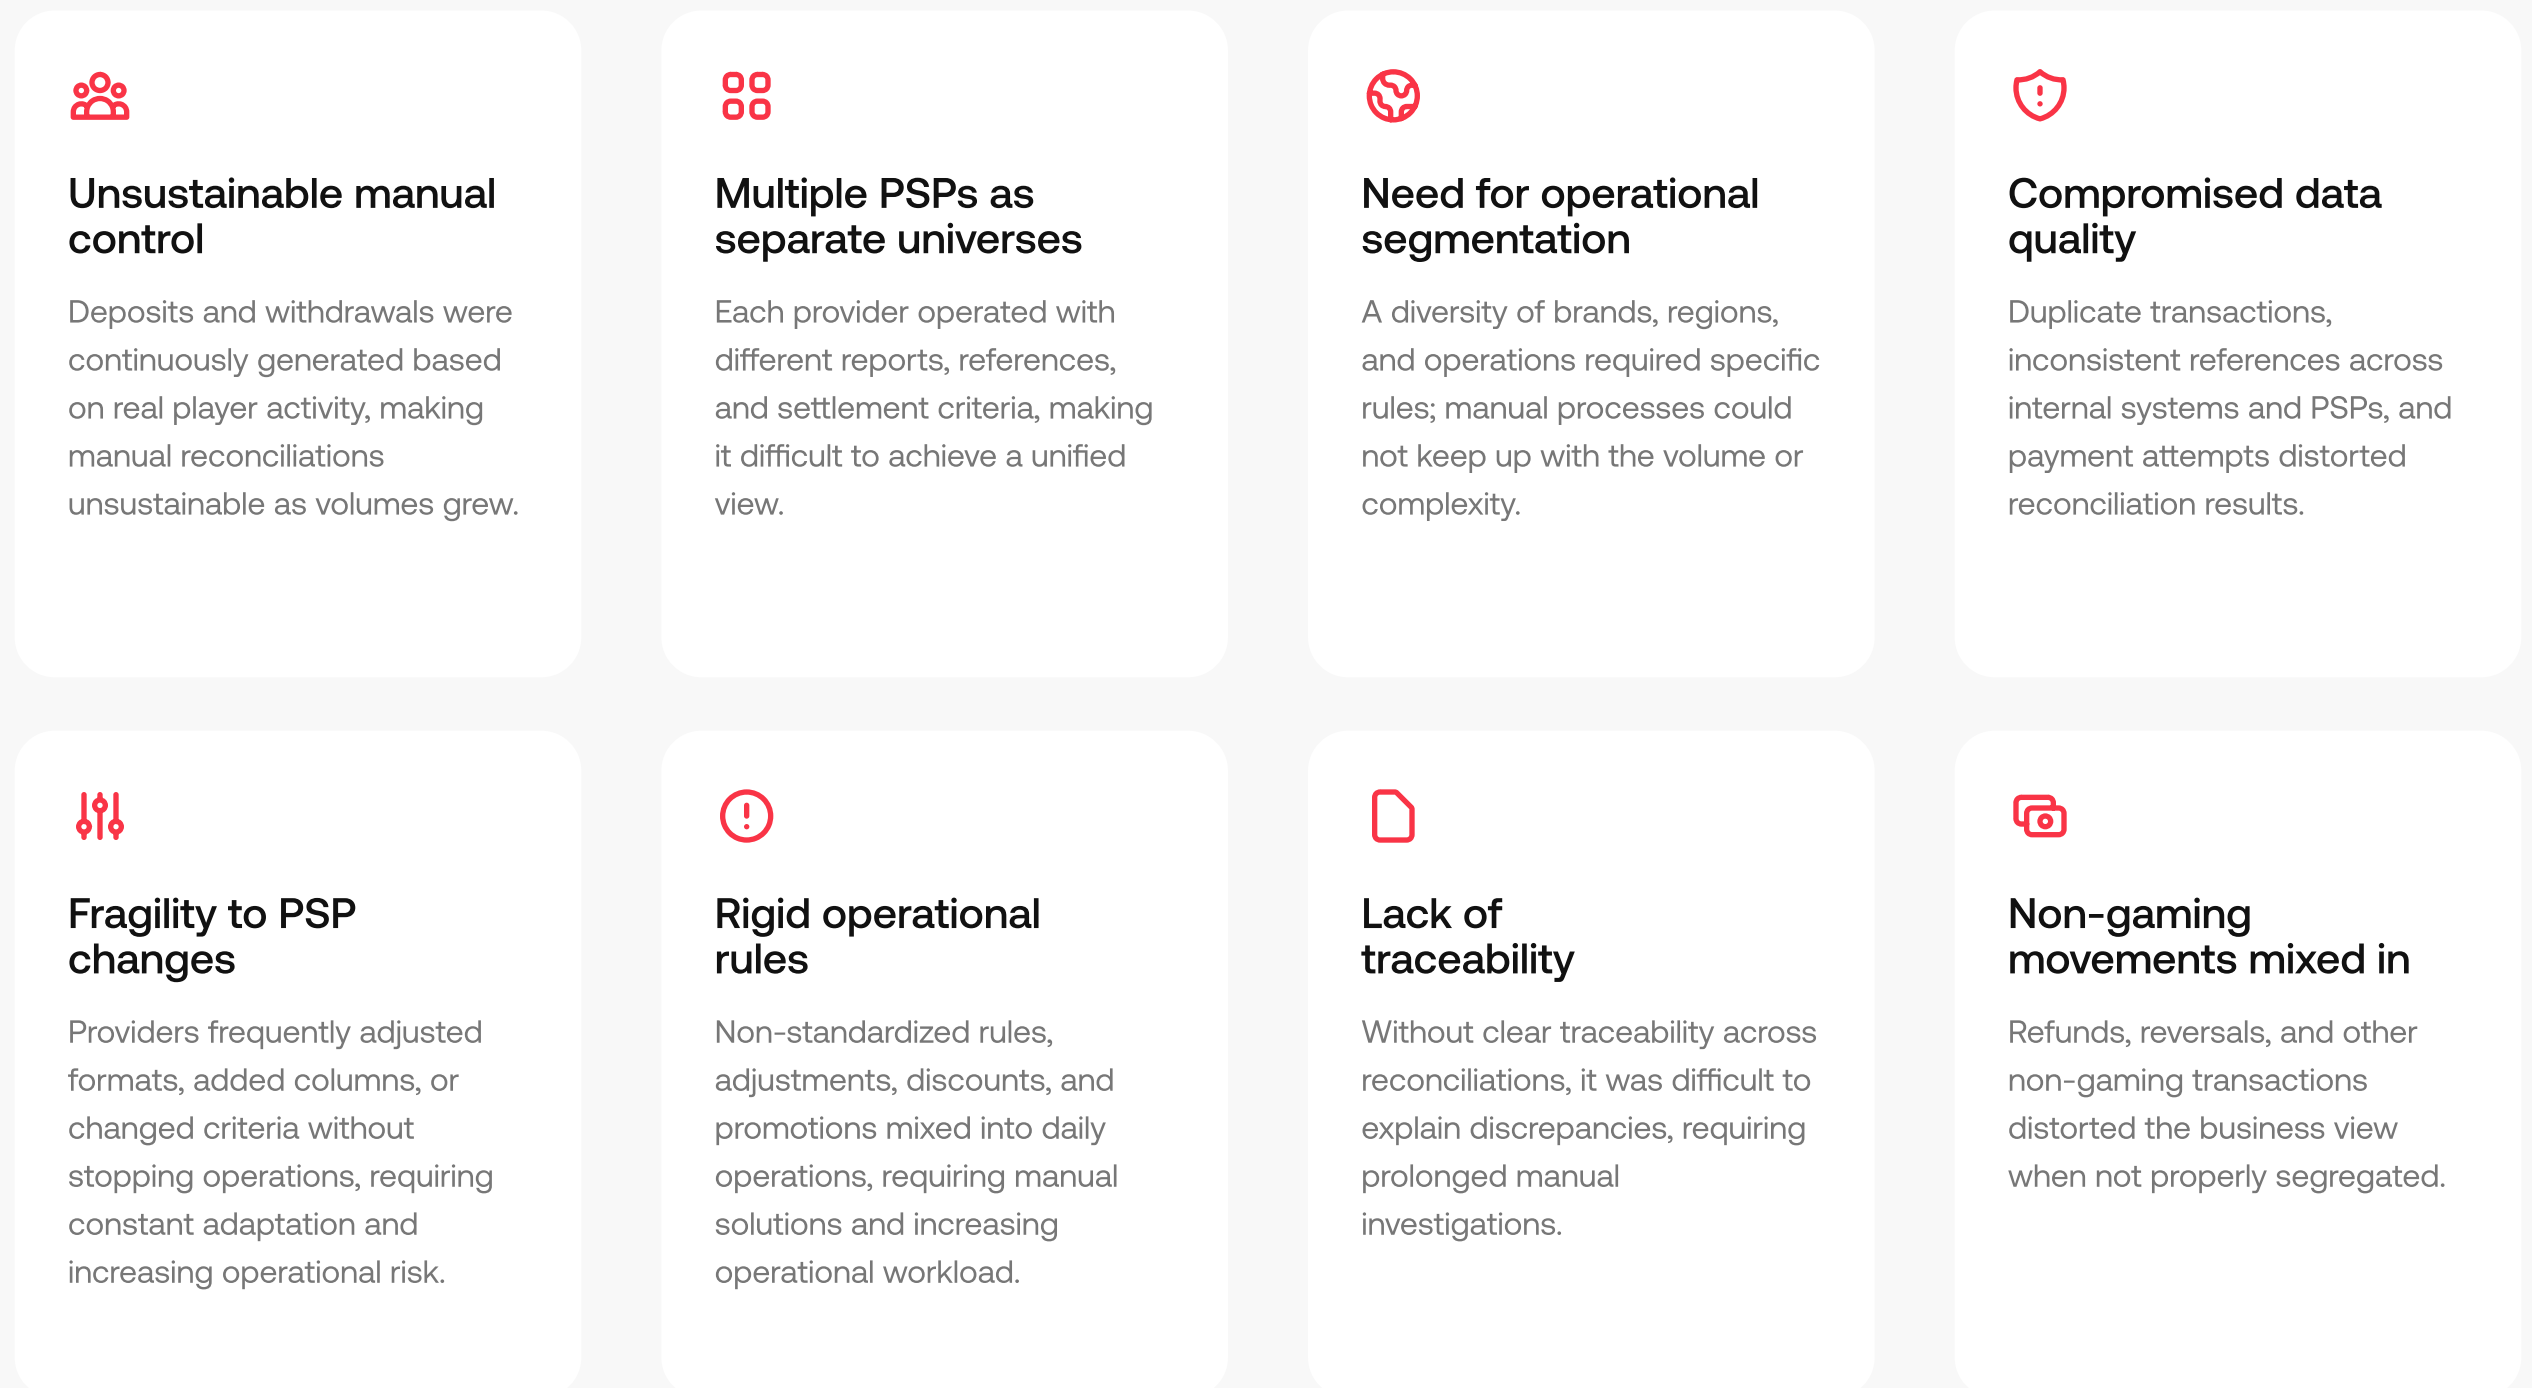 Unsustainable manual
control
Deposits and withdrawals were
continuously generated based
on real player activity, making
manual reconciliations
unsustainable as volumes grew.
Multiple PSPs as
separate universes
Each provider operated with
different reports, references,
and settlement criteria, making
it difficult to achieve a unified
view.
Need for operational
segmentation
A diversity of brands, regions,
and operations required specific
rules; manual processes could
not keep up with the volume or
complexity.
Compromised data
quality
Duplicate transactions,
inconsistent references across
internal systems and PSPs, and
payment attempts distorted
reconciliation results.
Fragility to PSP
changes
Providers frequently adjusted
formats, added columns, or
changed criteria without
stopping operations, requiring
constant adaptation and
increasing operational risk.
Rigid operational
rules
Non-standardized rules,
adjustments, discounts, and
promotions mixed into daily
operations, requiring manual
solutions and increasing
operational workload.
Lack of
traceability
Without clear traceability across
reconciliations, it was difficult to
explain discrepancies, requiring
prolonged manual
investigations.
Non-gaming
movements mixed in
Refunds, reversals, and other
non-gaming transactions
distorted the business view
when not properly segregated.